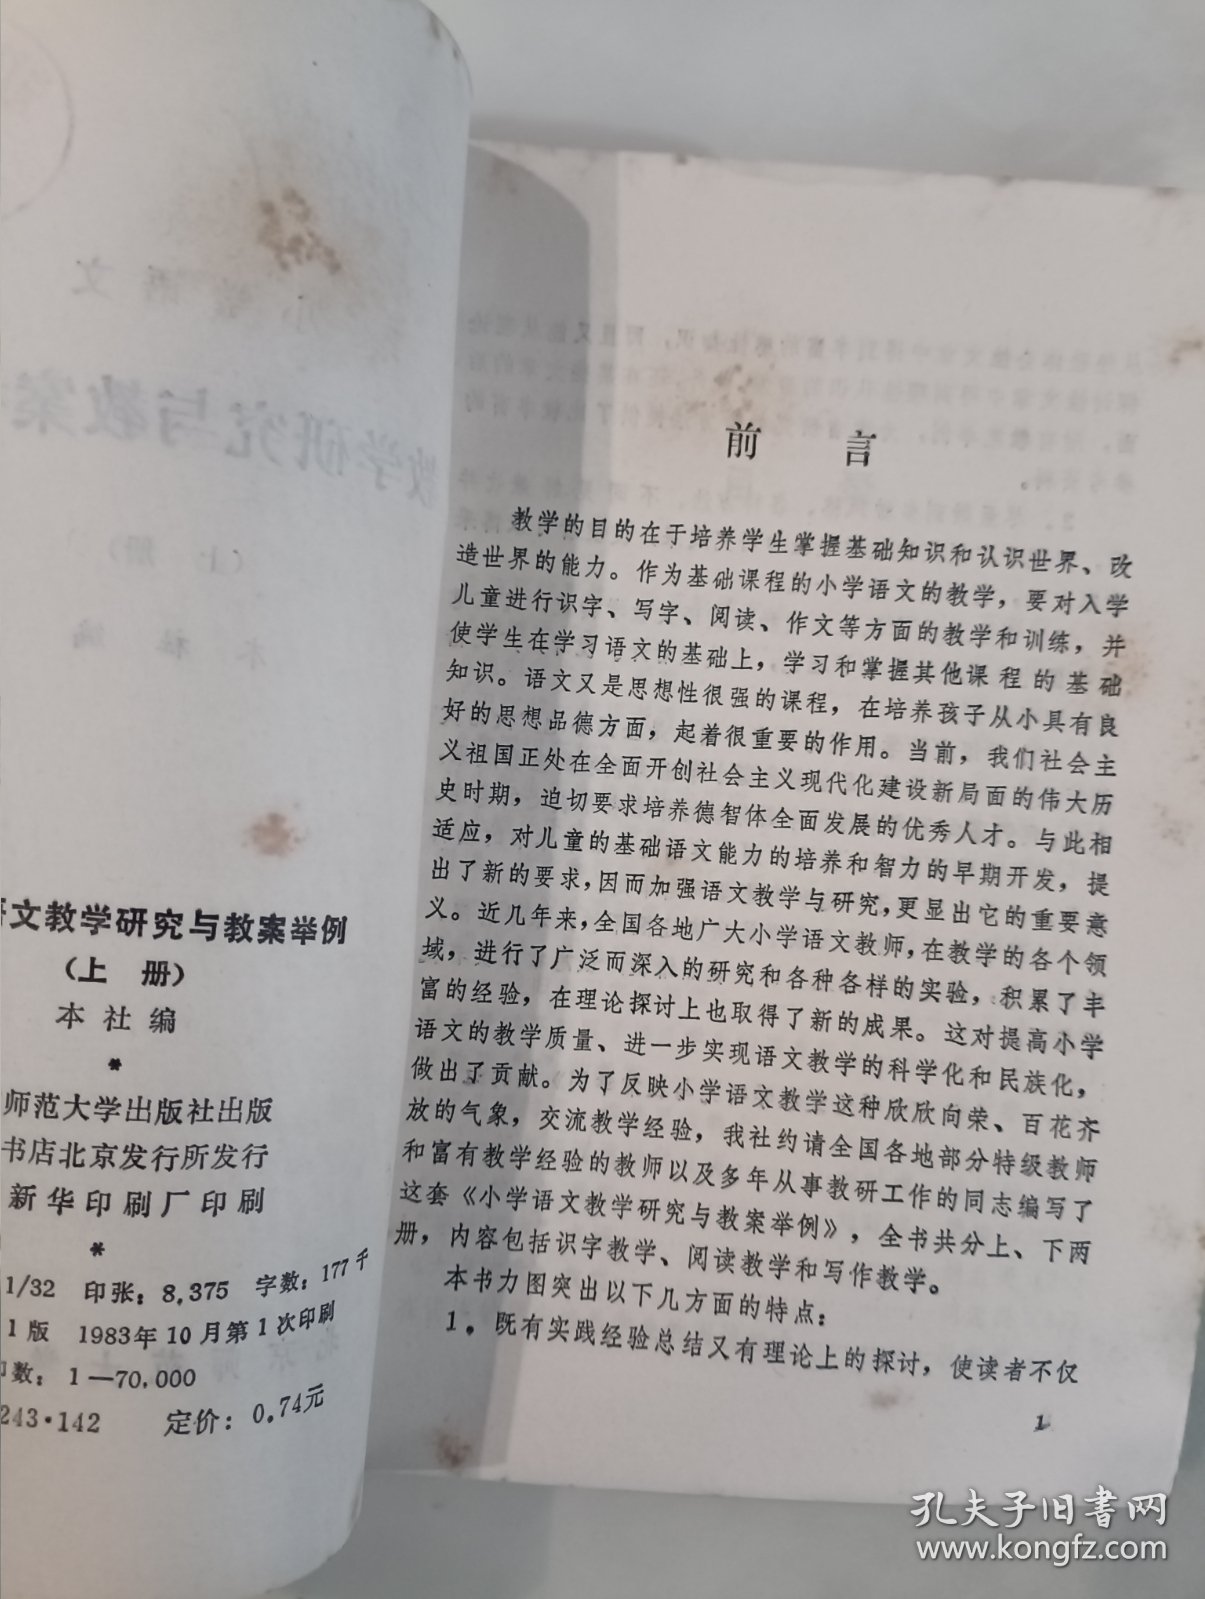 文教学研究与教案举例
（上 册）
本社编
*
师范大学出版社出版
书店北京发行所发行
新华印刷厂印刷
*
1/32 印张：8.375 字数：177千
1版 1983年10月第1次印刷
印数：1—70,000
243·142 定价：0.74元
前 言
教学的目的在于培养学生掌握基础知识和认识世界、改
造世界的能力。作为基础课程的小学语文的教学，要对入学
儿童进行识字、写字、阅读、作文等方面的教学和训练，并
使学生在学习语文的基础上，学习和掌握其他课程的基础
知识。语文又是思想性很强的课程，在培养孩子从小具有良
好的思想品德方面，起着很重要的作用。当前，我们社会主
义祖国正处在全面开创社会主义现代化建设新局面的伟大历
史时期，迫切要求培养德智体全面发展的优秀人才。与此相
适应，对儿童的基础语文能力的培养和智力的早期开发，提
出了新的要求，因而加强语文教学与研究，更显出它的重要意
义。近几年来，全国各地广大小学语文教师，在教学的各个领
域，进行了广泛而深入的研究和各种各样的实验，积累了丰
富的经验，在理论探讨上也取得了新的成果。这对提高小学
语文的教学质量、进一步实现语文教学的科学化和民族化，
做出了贡献。为了反映小学语文教学这种欣欣向荣、百花齐
放的气象，交流教学经验，我社约请全国各地部分特级教师
和富有教学经验的教师以及多年从事教研工作的同志编写了
这套《小学语文教学研究与教案举例》，全书共分上、下两
册，内容包括识字教学、阅读教学和写作教学。
本书力图突出以下几方面的特点：
1．既有实践经验总结又有理论上的探讨，使读者不仅
1
孔夫子旧书网
www.kongfz.com